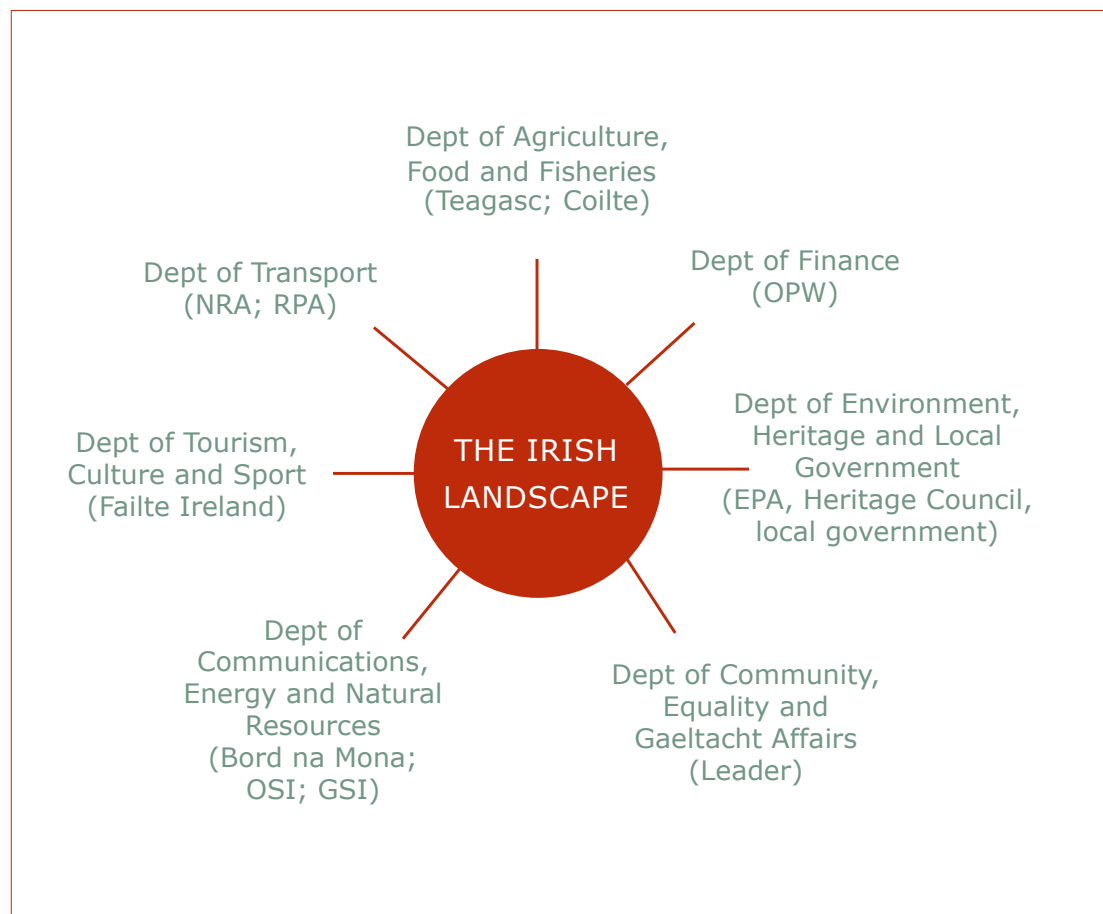 Dept of Agriculture,
Food and Fisheries
(Teagasc; Coilte)
Dept of Finance
(OPW)
Dept of Environment,
Heritage and Local
Government
(EPA, Heritage Council,
local government)
Dept of Community,
Equality and
Gaeltacht Affairs
(Leader)
Dept of
Communications,
Energy and Natural
Resources
(Bord na Mona;
OSI; GSI)
Dept of Tourism,
Culture and Sport
(Failte Ireland)
Dept of Transport
(NRA; RPA)
THE IRISH
LANDSCAPE